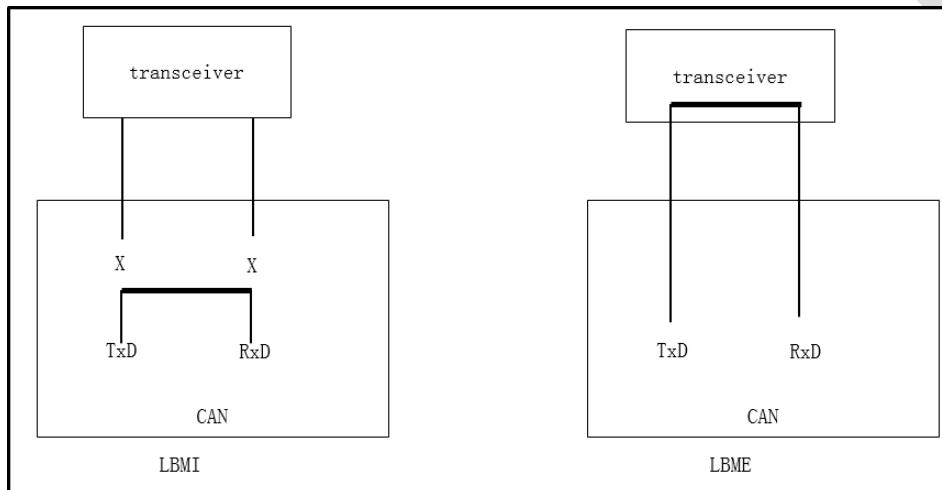 transceiver
transceiver
X X
TxD RxD
TxD RxD
CAN
CAN
LBMI
LBME